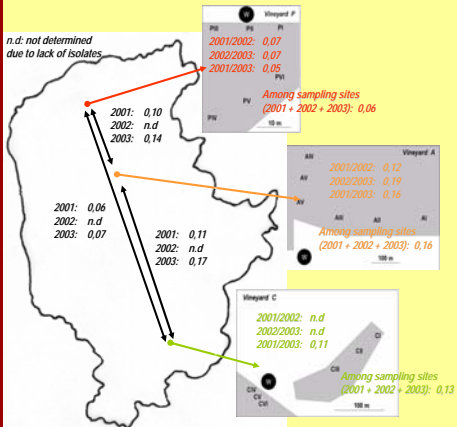 n.d: not determined
due to lack of isolates
W
Vineyard P
PIII
PII
PI
2001/2002: 0,07
2002/2003: 0,07
2001/2003: 0,05
PVI
PV
PIV
Among sampling sites
(2001 + 2002 + 2003): 0,06
10 m
2001: 0,10
2002: n.d
2003: 0,14
Vineyard A
AIV
2001/2002: 0,12
AV
2002/2003: 0,19
2001/2003: 0,16
AV
AIII
AII
AI
Among sampling sites
(2001 + 2002 + 2003): 0,16
W
100 m
2001: 0,06
2002: n.d
2003: 0,07
2001: 0,11
2002: n.d
2003: 0,17
Vineyard C
2001/2002: n.d
2002/2003: n.d
2001/2003: 0,11
CI
CII
CIII
W
CIV
CV
CVI
Among sampling sites
(2001 + 2002 + 2003): 0,13
100 m